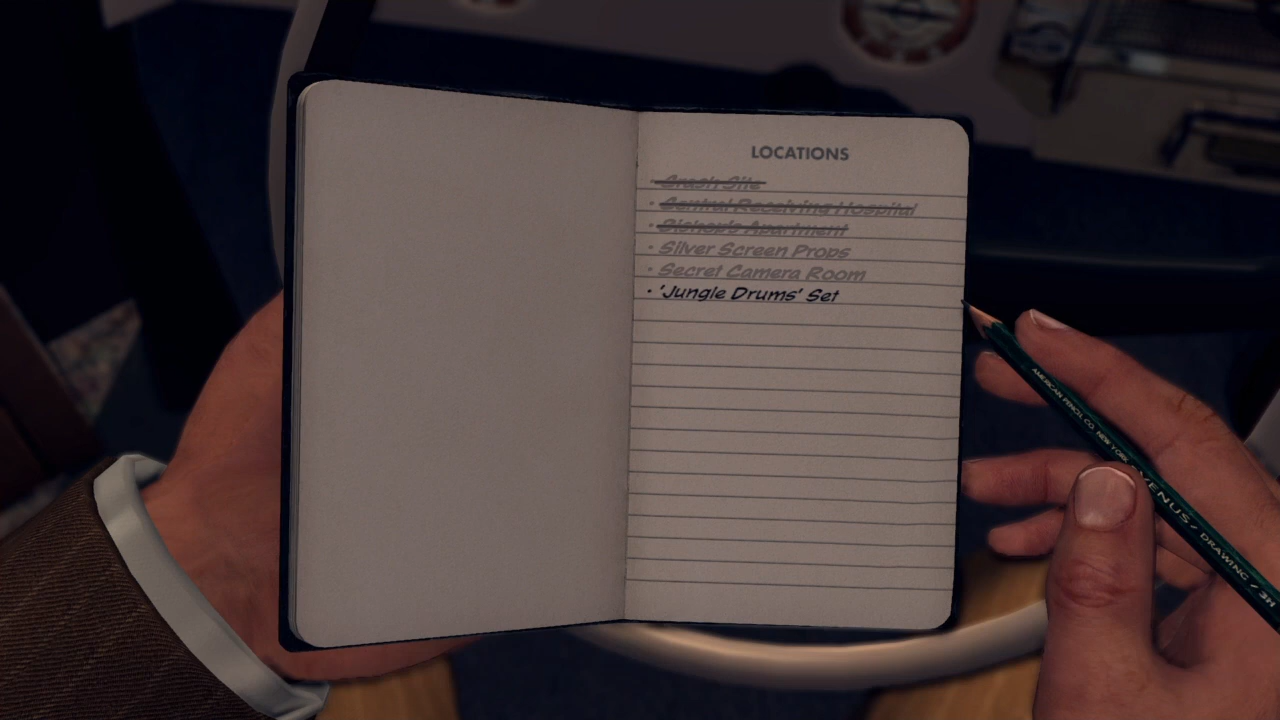 LOCATIONS
• Crash Site
• Central Receiving Hospital
• Bishop's Apartment
• Silver Screen Props
• Secret Camera Room
• 'Jungle Drums' Set
AMERICAN PENCIL CO. NEW YORK VENUS / DRAWING / 3H